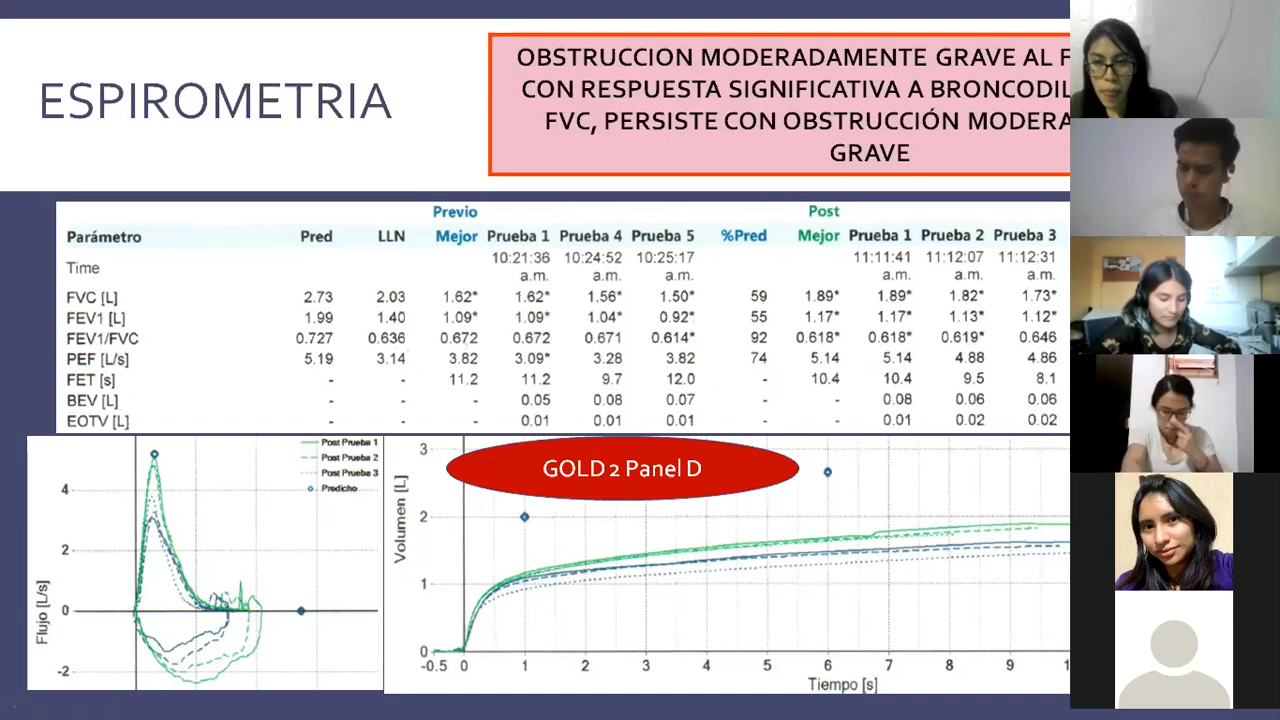 ESPIROMETRIA
OBSTRUCCION MODERADAMENTE GRAVE AL
CON RESPUESTA SIGNIFICATIVA A
FVC, PERSISTE CON OBSTRUCCIÓN
GRAVE
Previo Post
Parámetro Pred LLN Mejor Prueba 1 Prueba 4 Prueba 5 %Pred Mejor Prueba 1 Prueba 2 Prueba 3
Time 10:21:36 a.m. 10:24:52 a.m. 10:25:17 a.m. 11:11:41 a.m. 11:12:07 a.m. 11:12:31 a.m.
FVC [L] 2.73 2.03 1.62* 1.62* 1.56* 1.50* 59 1.89* 1.89* 1.82* 1.73*
FEV1 [L] 1.99 1.40 1.09* 1.09* 1.04* 0.92* 55 1.17* 1.17* 1.13* 1.12*
FEV1/FVC 0.727 0.636 0.672 0.672 0.671 0.614* 92 0.618* 0.618* 0.619* 0.646
PEF [L/s] 5.19 3.14 3.82 3.09* 3.28 3.82 74 5.14 5.14 4.88 4.86
FET [s] - - 11.2 11.2 9.7 12.0 - 10.4 10.4 9.5 8.1
BEV [L] - - - 0.05 0.08 0.07 - - 0.08 0.06 0.06
EOTV [L] - - - 0.01 0.01 0.01 - - 0.01 0.02 0.02
Post Prueba 1
Post Prueba 2
Post Prueba 3
Predicho
4
2
0
-2
Flujo [L/s]
GOLD 2 Panel D
3
2
1
0
Volumen [L]
-0.5 0 1 2 3 4 5 6 7 8 9
Tiempo [s]